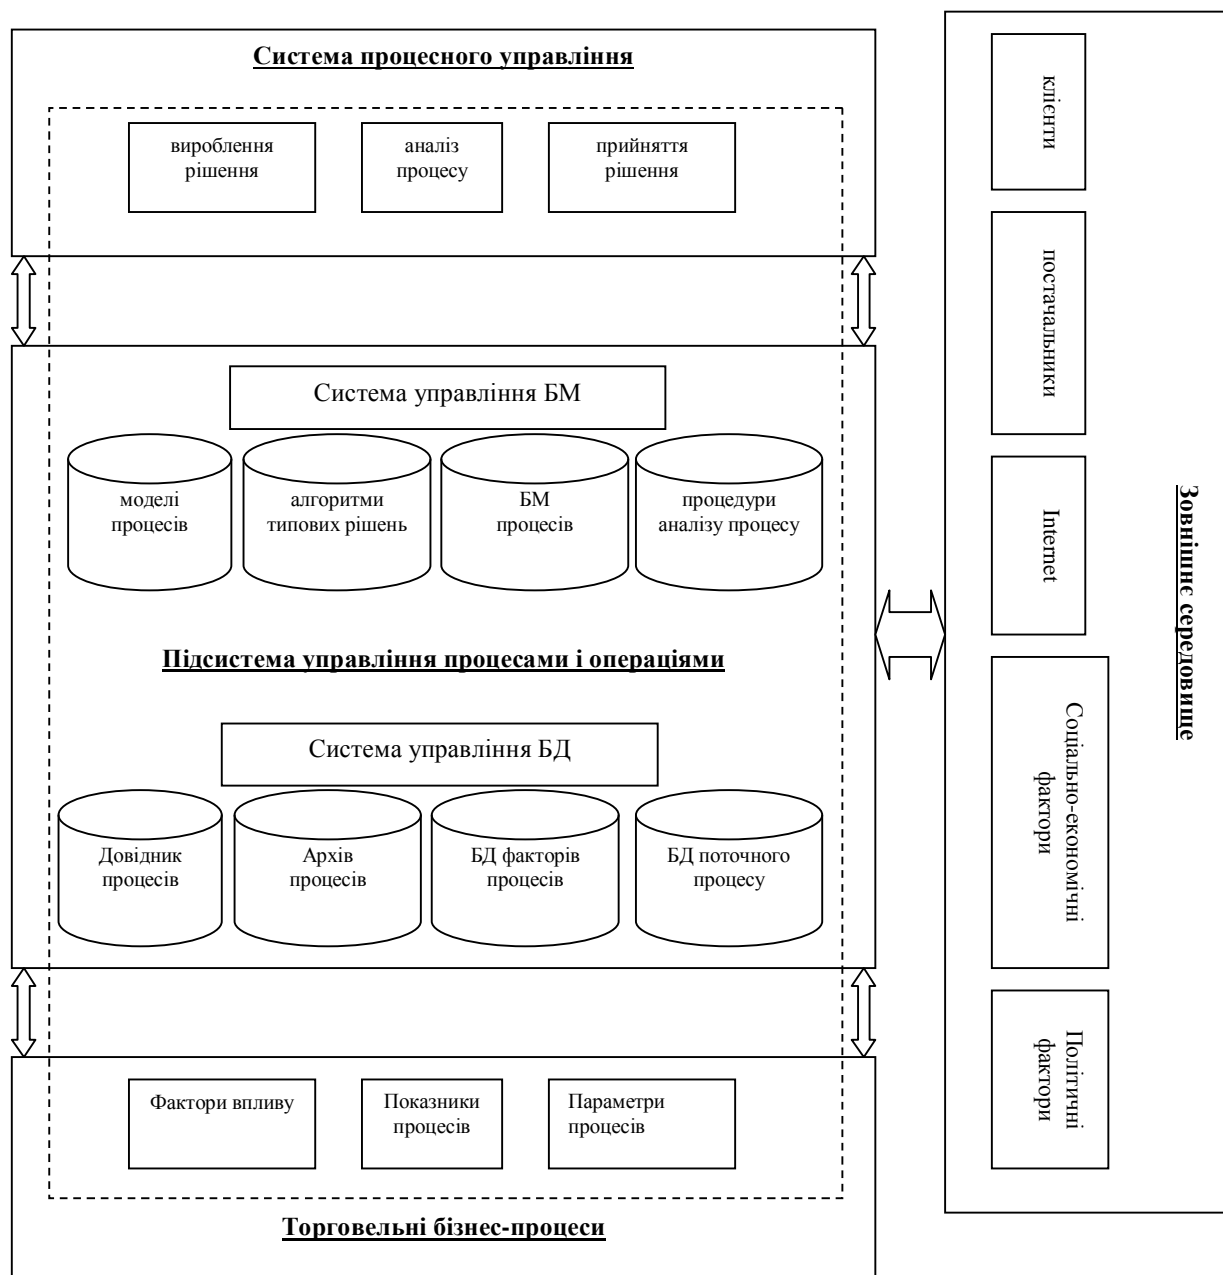 Система процесного управління
вироблення
рішення
аналіз
процесу
прийняття
рішення
Система управління БМ
моделі
процесів
алгоритми
типових рішень
БМ
процесів
процедури
аналізу процесу
Підсистема управління процесами і операціями
Система управління БД
Довідник
процесів
Архів
процесів
БД факторів
процесів
БД поточного
процесу
Фактори впливу
Показники
процесів
Параметри
процесів
Торговельні бізнес-процеси
клієнти
постачальники
Internet
Соціально-економічні
фактори
Політичні
фактори
Зовнішнє середовище